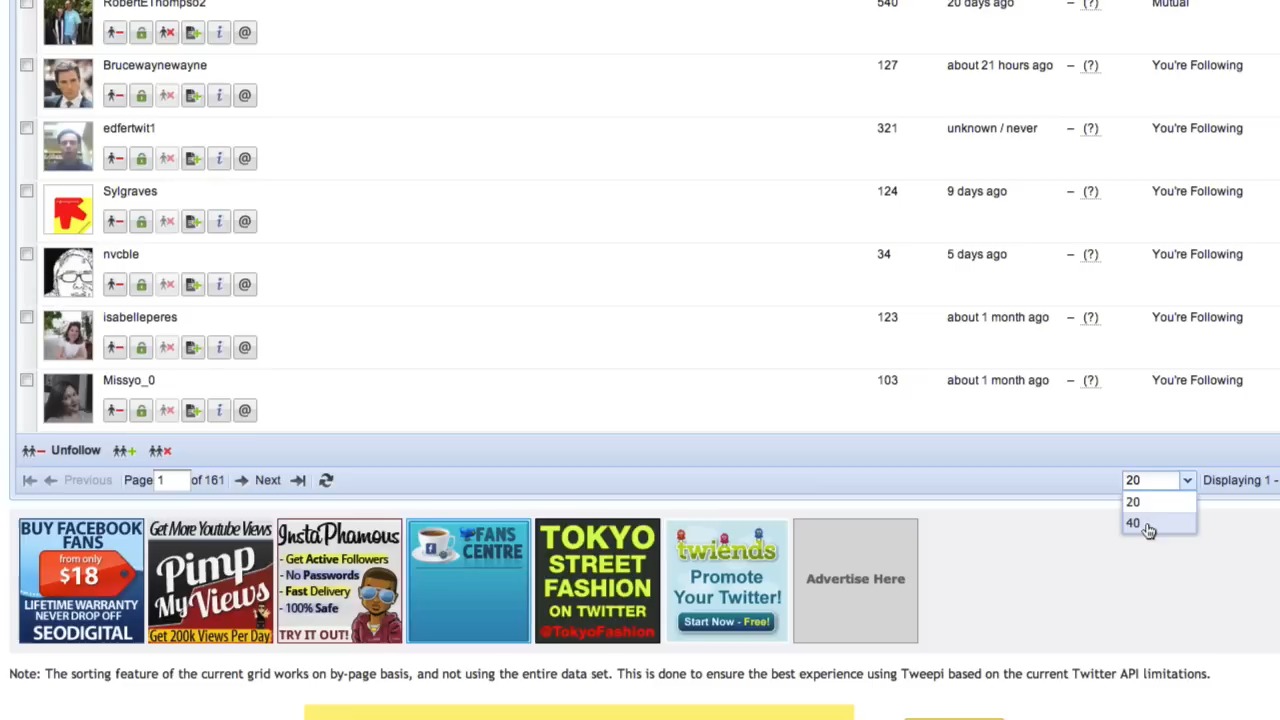 RobertEThompso2 540 20 days ago – (?) Mutual
i @
Brucewaynewayne 127 about 21 hours ago – (?) You're Following
i @
edfertwit1 321 unknown / never – (?) You're Following
i @
Sylgraves 124 9 days ago – (?) You're Following
i @
nvcble 34 5 days ago – (?) You're Following
i @
isabelleperes 123 about 1 month ago – (?) You're Following
i @
Missyo_0 103 about 1 month ago – (?) You're Following
i @
Unfollow
Previous Page 1 of 161 Next 20 Displaying 1 -
20
40
BUY FACEBOOK
FANS
from only
$18
LIFETIME WARRANTY
NEVER DROP OFF
SEODIGITAL
Get More Youtube Views
Pimp
My Views
Get 200k Views Per Day
InstaPhamous
- Get Active Followers
- No Passwords
- Fast Delivery
- 100% Safe
TRY IT OUT!
FANS
CENTRE
TOKYO
STREET
FASHION
ON TWITTER
@TokyoFashion
twiends
Promote
Your Twitter!
Start Now - Free!
Advertise Here
Note: The sorting feature of the current grid works on by-page basis, and not using the entire data set. This is done to ensure the best experience using Tweepi based on the current Twitter API limitations.